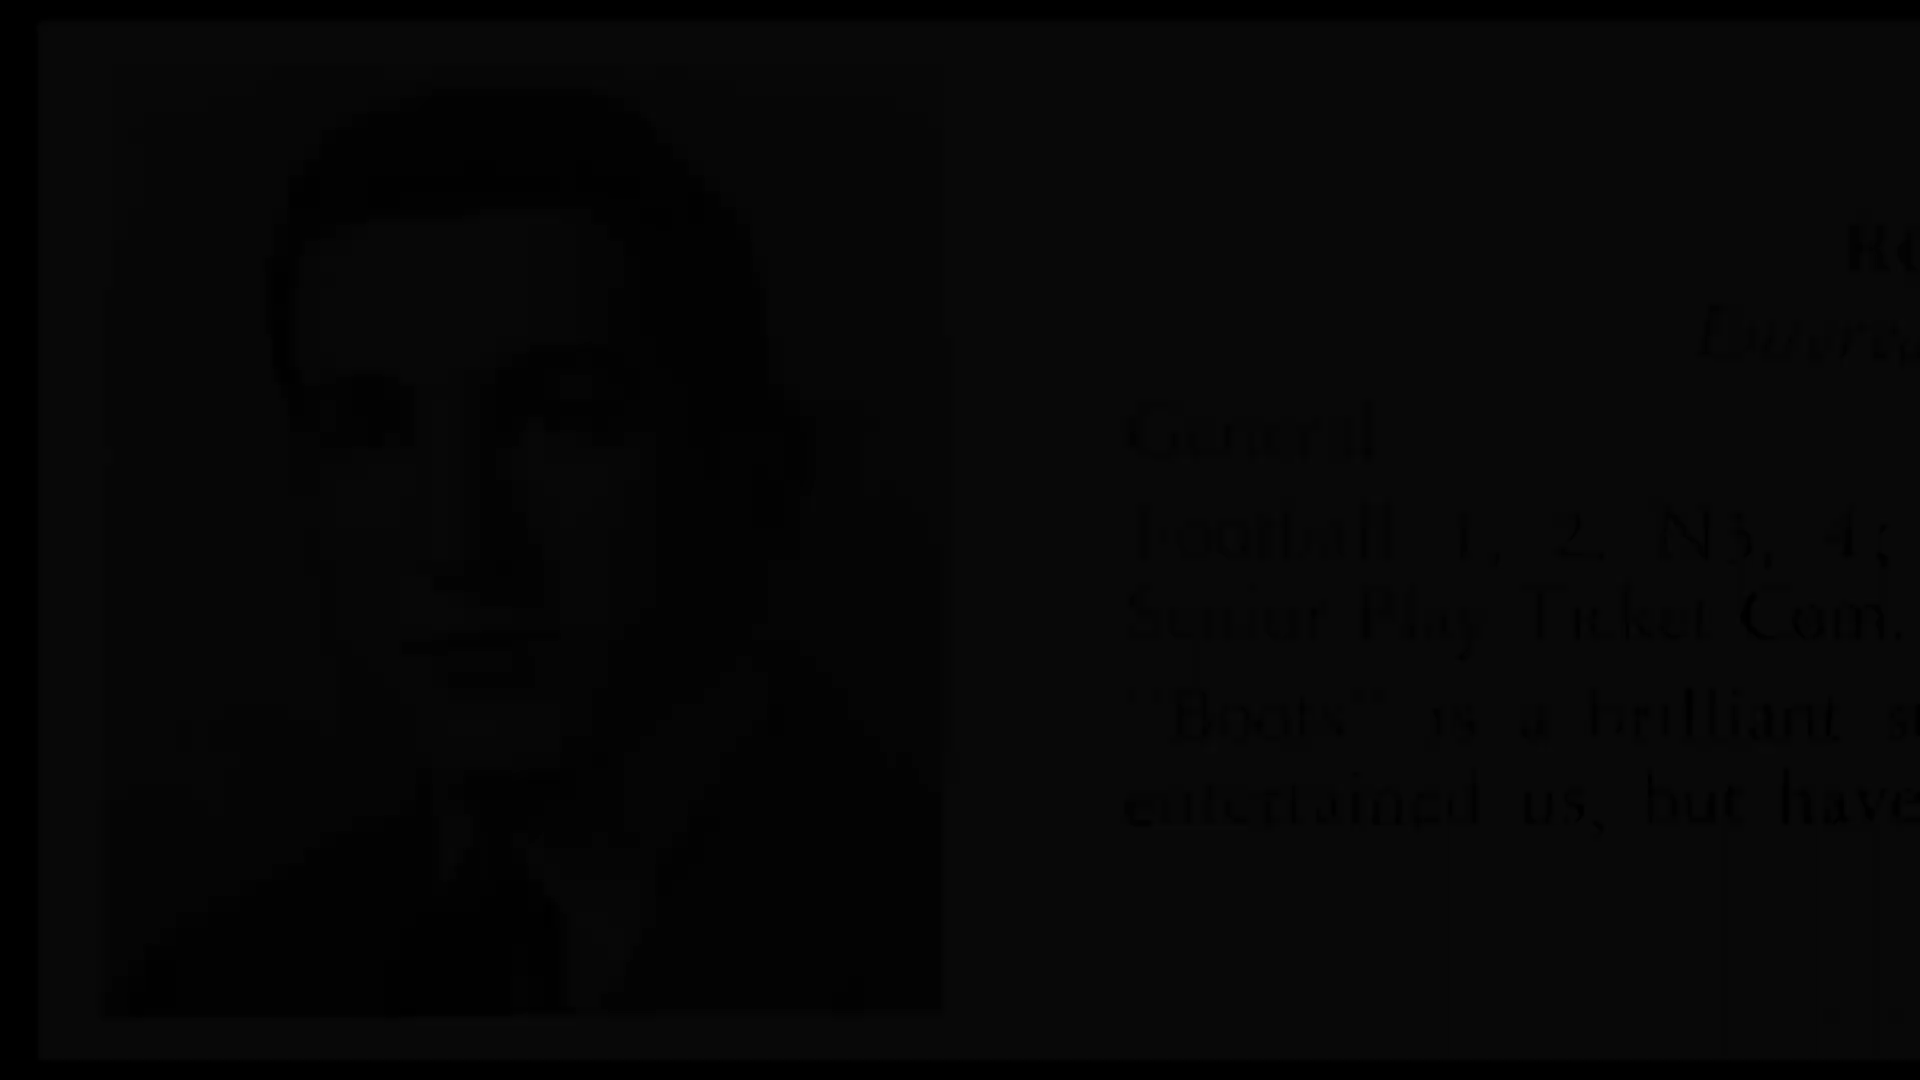 General
Football 1, 2, N3, 4;
Senior Play Ticket Com.
"Boots" is a brilliant
entertained us, but have